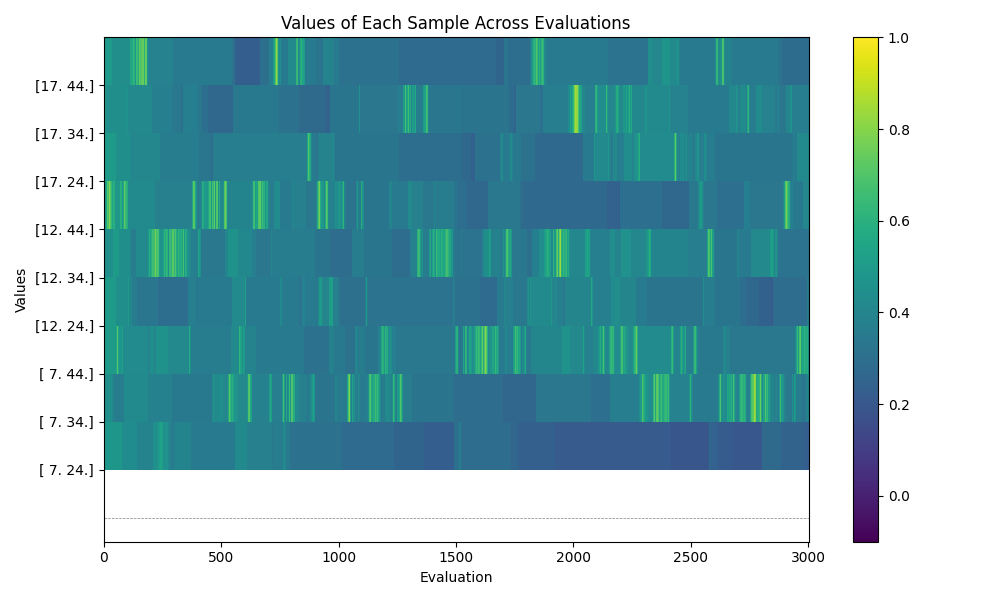 Values of Each Sample Across Evaluations
1.0
[17. 44.]
0.8
[17. 34.]
[17. 24.]
0.6
[12. 44.]
[12. 34.]
Values
0.4
[12. 24.]
[ 7. 44.]
0.2
[ 7. 34.]
[ 7. 24.]
0.0
0 500 1000 1500 2000 2500 3000
Evaluation